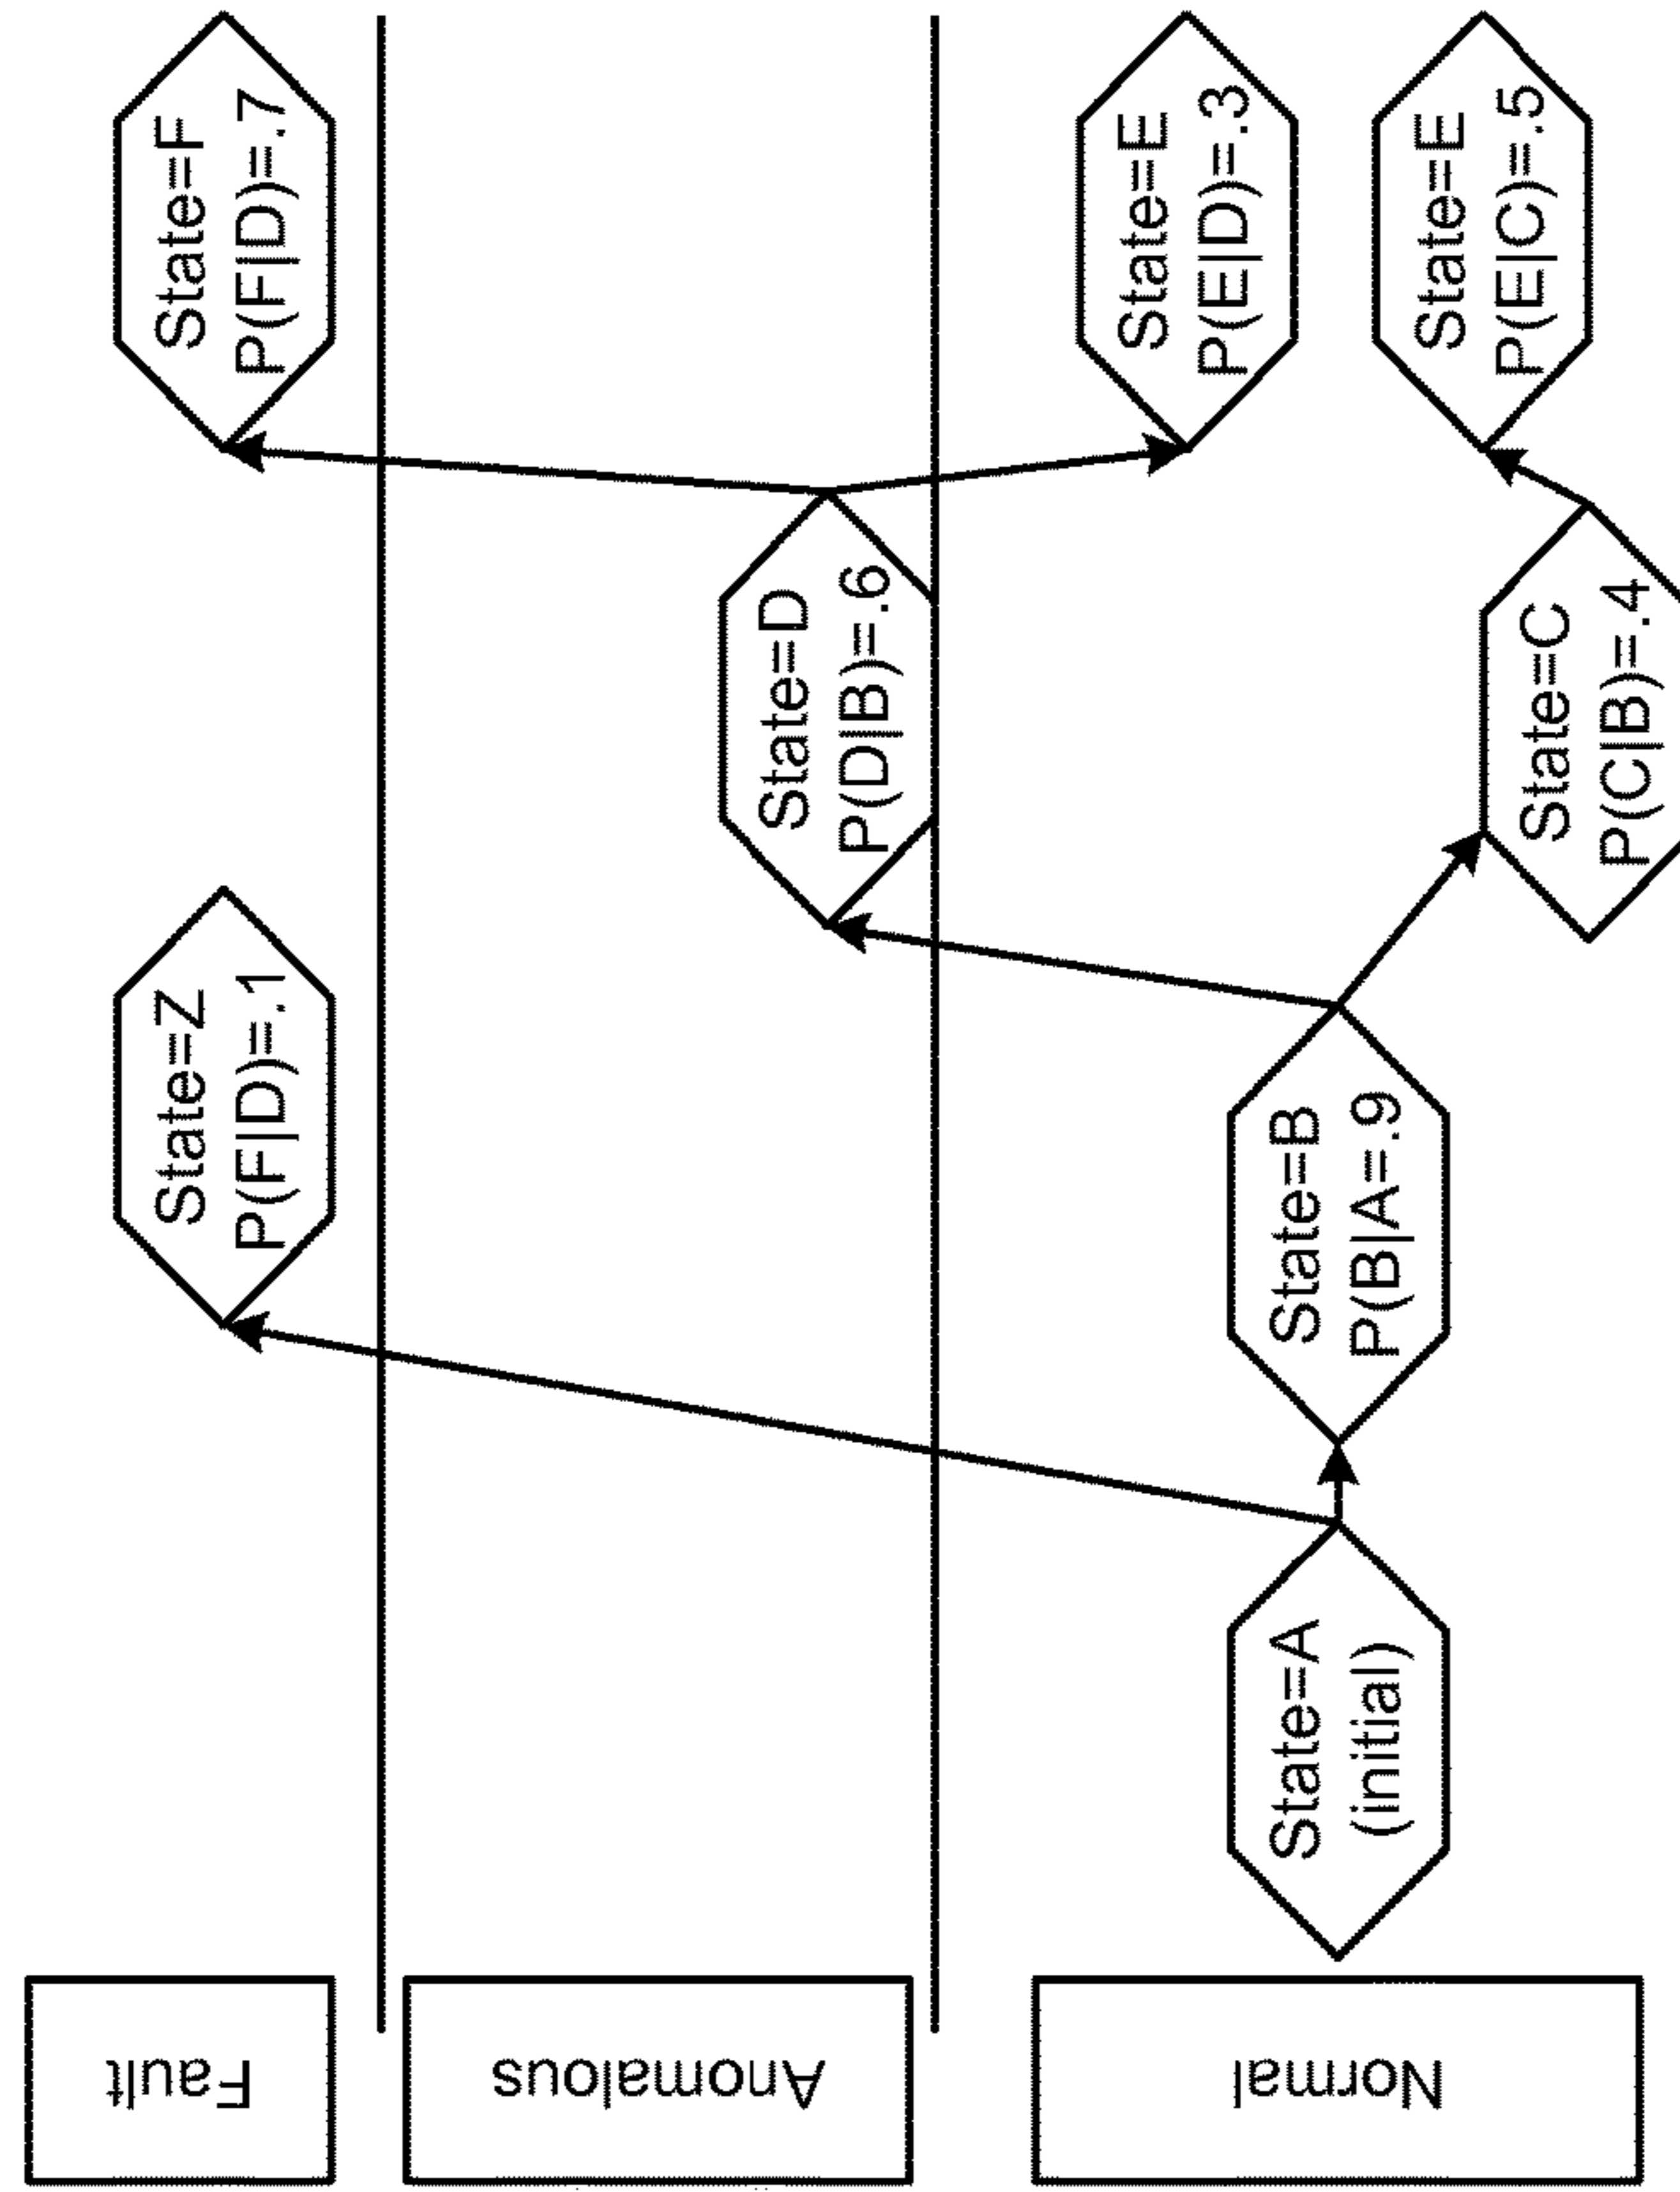 Fault
State=Z
P(F|D)=.1
State=F
P(F|D)=.7
Anomalous
State=D
P(D|B)=.6
Normal
State=A
(initial)
State=B
P(B|A=.9
State=C
P(C|B)=.4
State=E
P(E|D)=.3
State=E
P(E|C)=.5